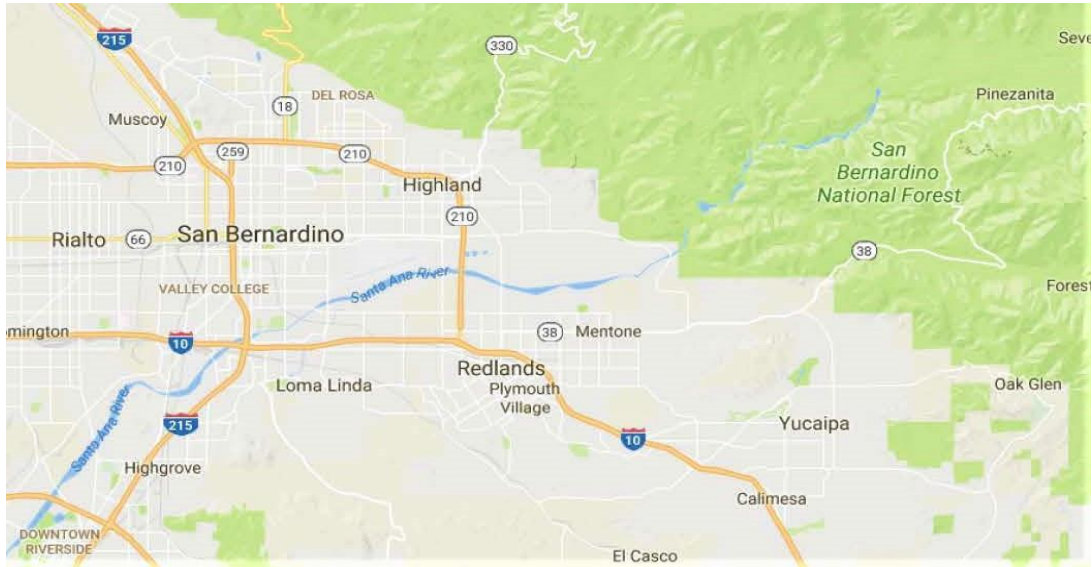 215
330
Seve
Pinezanita
DEL ROSA
18
Muscoy
210
259
210
San
Bernardino
National Forest
Highland
210
Rialto
66
San Bernardino
38
Santa Ana River
VALLEY COLLEGE
Forest
omington
10
38
Mentone
Redlands
Loma Linda
Plymouth
Village
Oak Glen
215
Santa Ana River
10
Yucaipa
Highgrove
Calimesa
DOWNTOWN
RIVERSIDE
El Casco